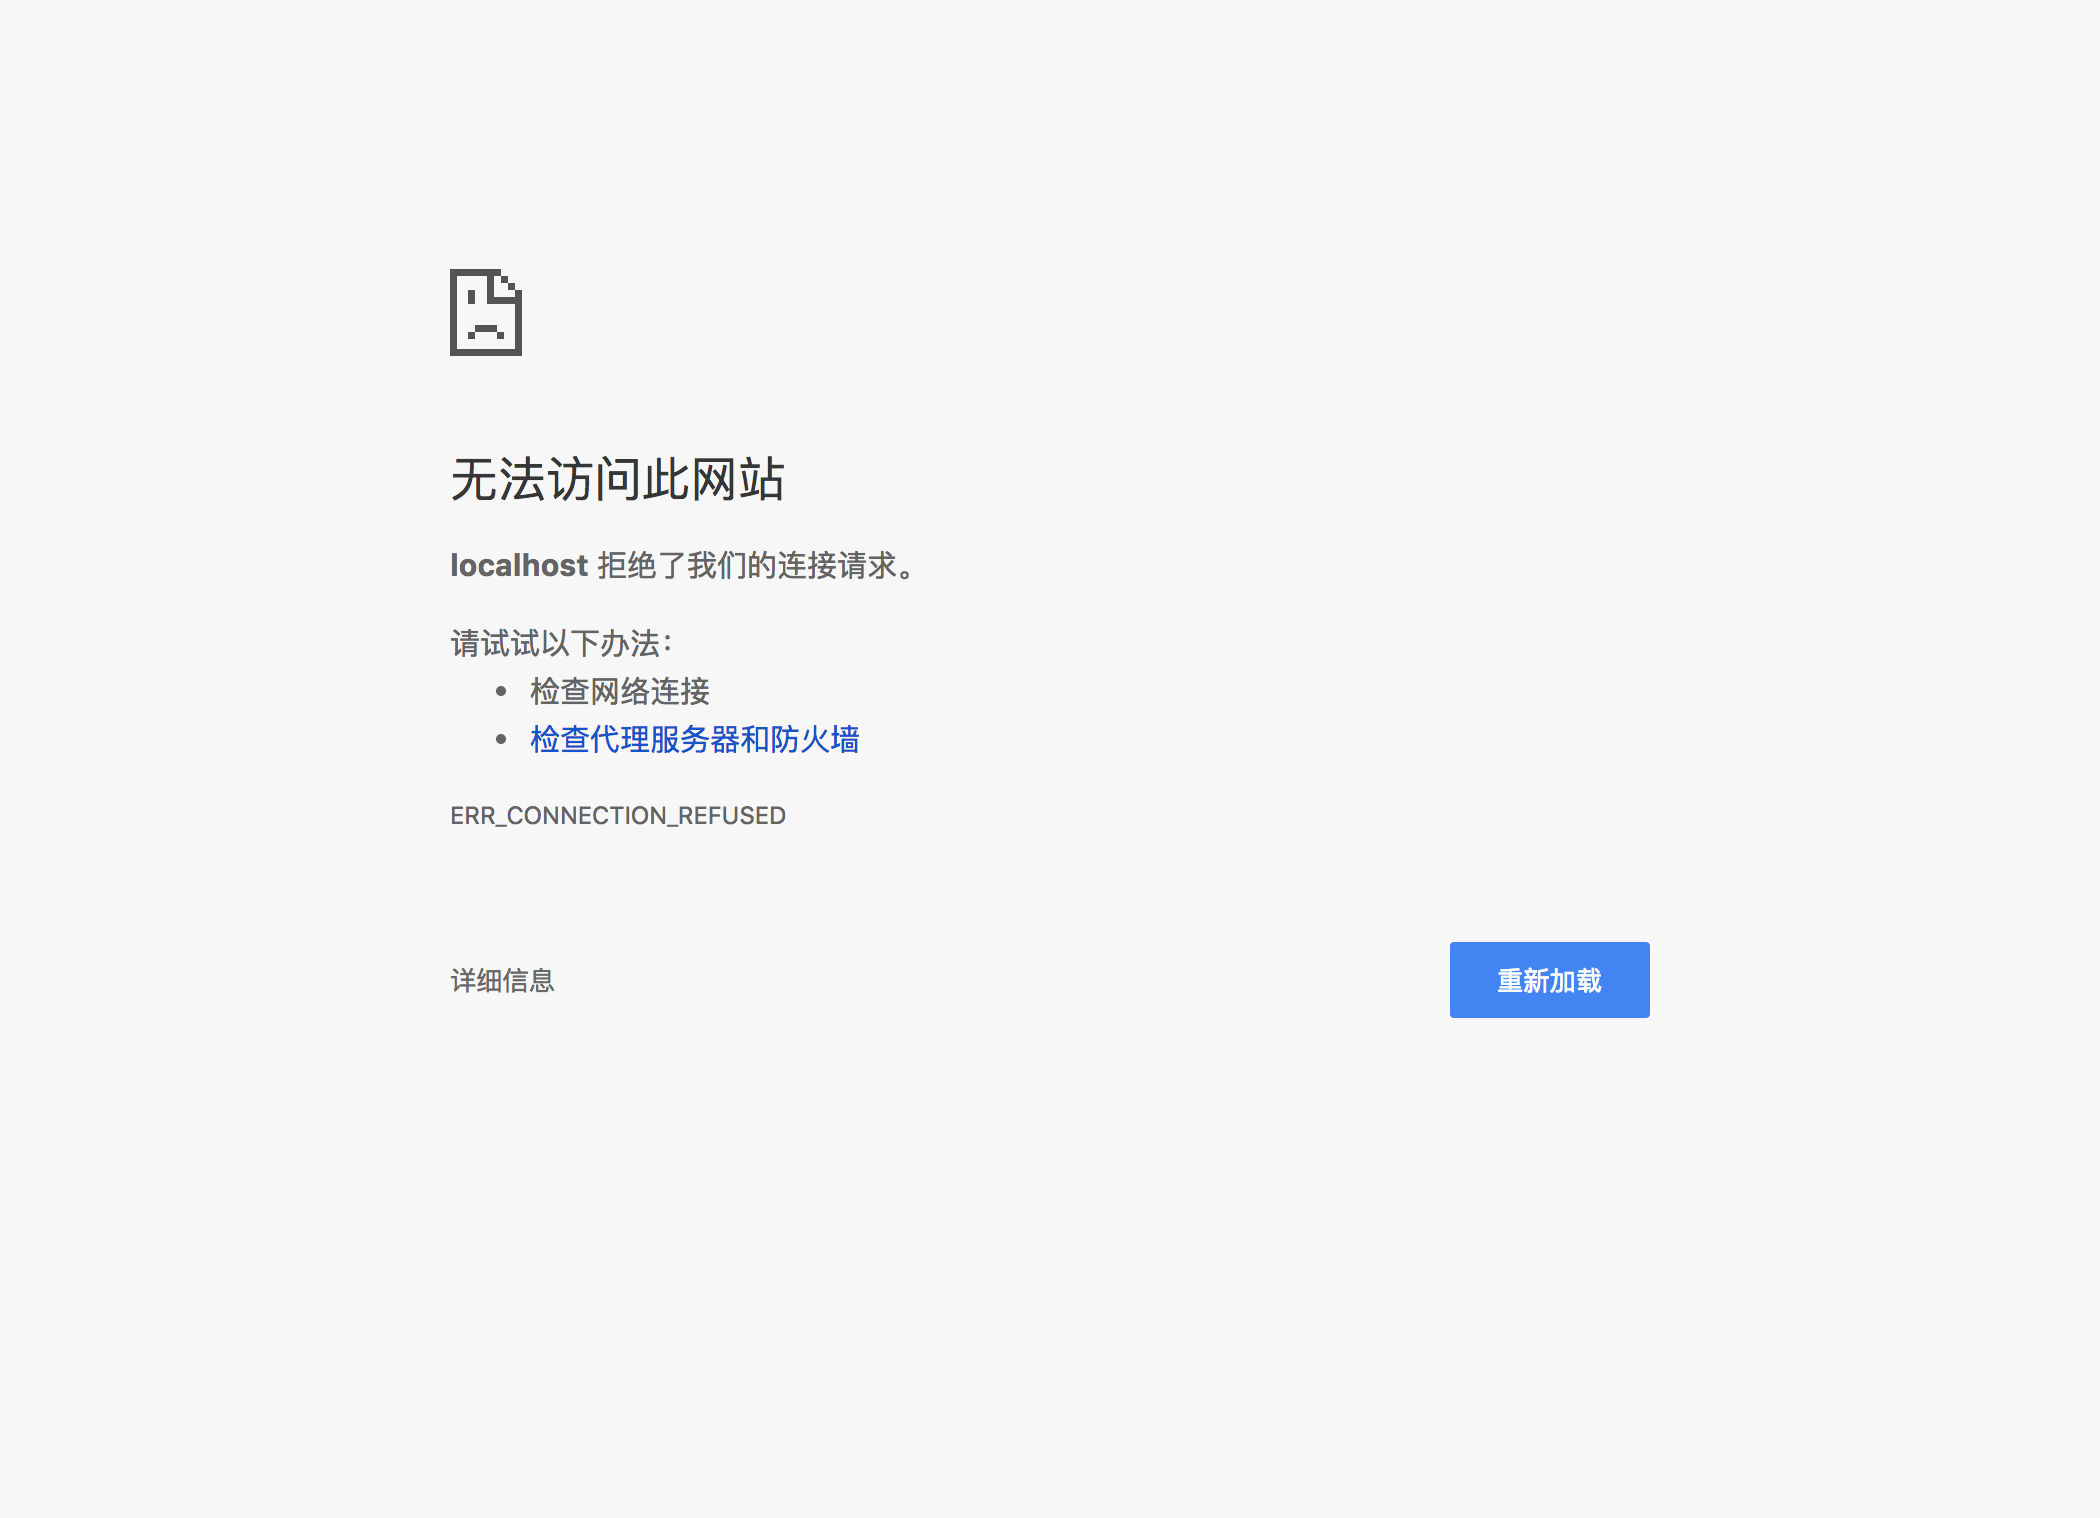 无法访问此网站
localhost 拒绝了我们的连接请求。
请试试以下办法：
检查网络连接
检查代理服务器和防火墙
ERR_CONNECTION_REFUSED
详细信息
重新加载